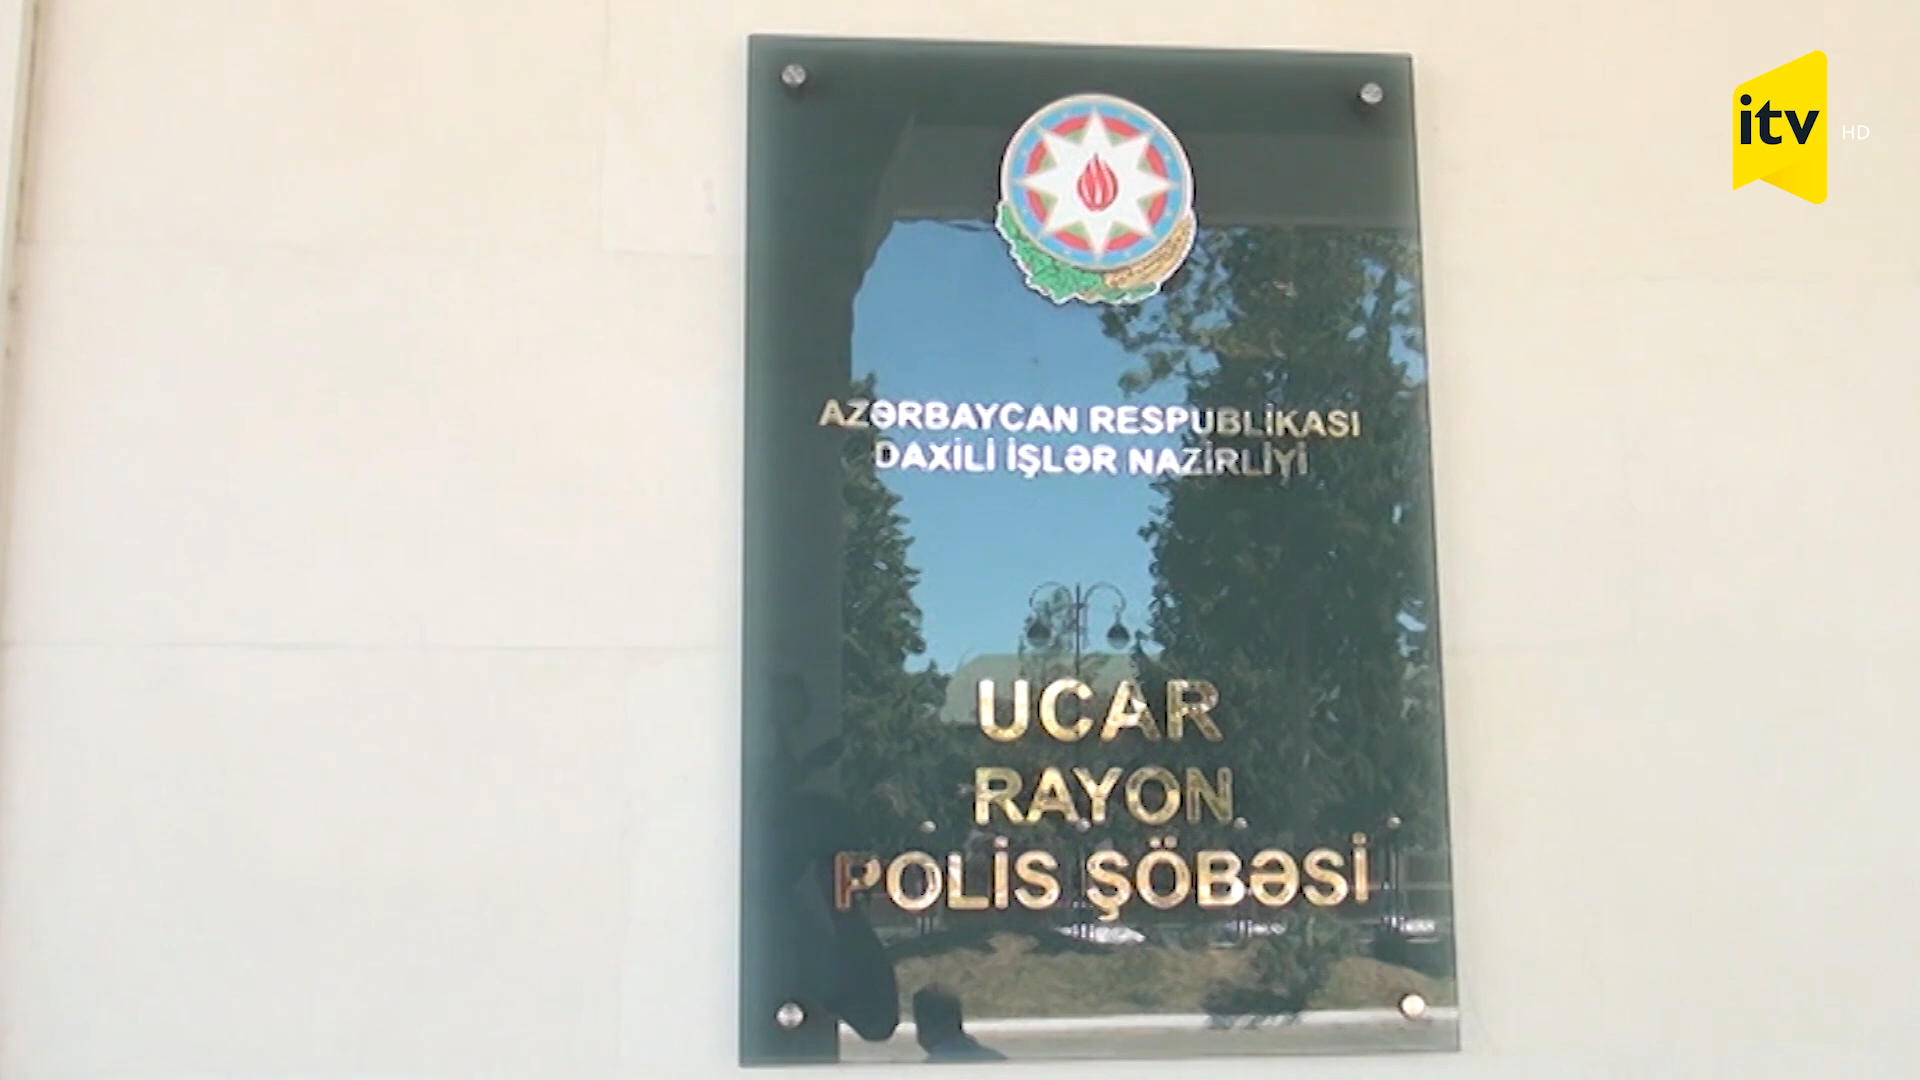 AZƏRBAYCAN RESPUBLİKASI
DAXİLİ İŞLƏR NAZİRLİYİ
UCAR
RAYON
POLİS ŞÖBƏSİ
itv HD